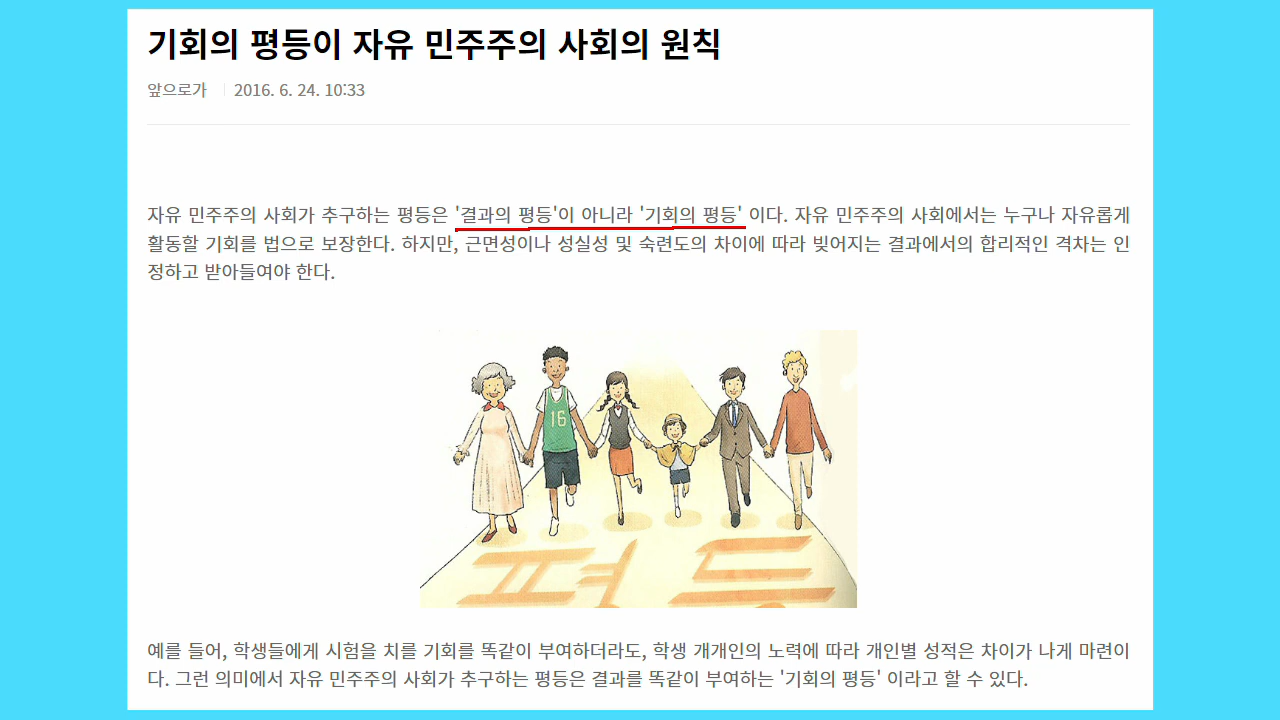 기회의 평등이 자유 민주주의 사회의 원칙
앞으로가 2016. 6. 24. 10:33
자유 민주주의 사회가 추구하는 평등은 '결과의 평등'이 아니라 '기회의 평등' 이다. 자유 민주주의 사회에서는 누구나 자유롭게
활동할 기회를 법으로 보장한다. 하지만, 근면성이나 성실성 및 숙련도의 차이에 따라 빚어지는 결과에서의 합리적인 격차는 인
정하고 받아들여야 한다.
16
평등
예를 들어, 학생들에게 시험을 치를 기회를 똑같이 부여하더라도, 학생 개개인의 노력에 따라 개인별 성적은 차이가 나게 마련이
다. 그런 의미에서 자유 민주주의 사회가 추구하는 평등은 결과를 똑같이 부여하는 '기회의 평등' 이라고 할 수 있다.